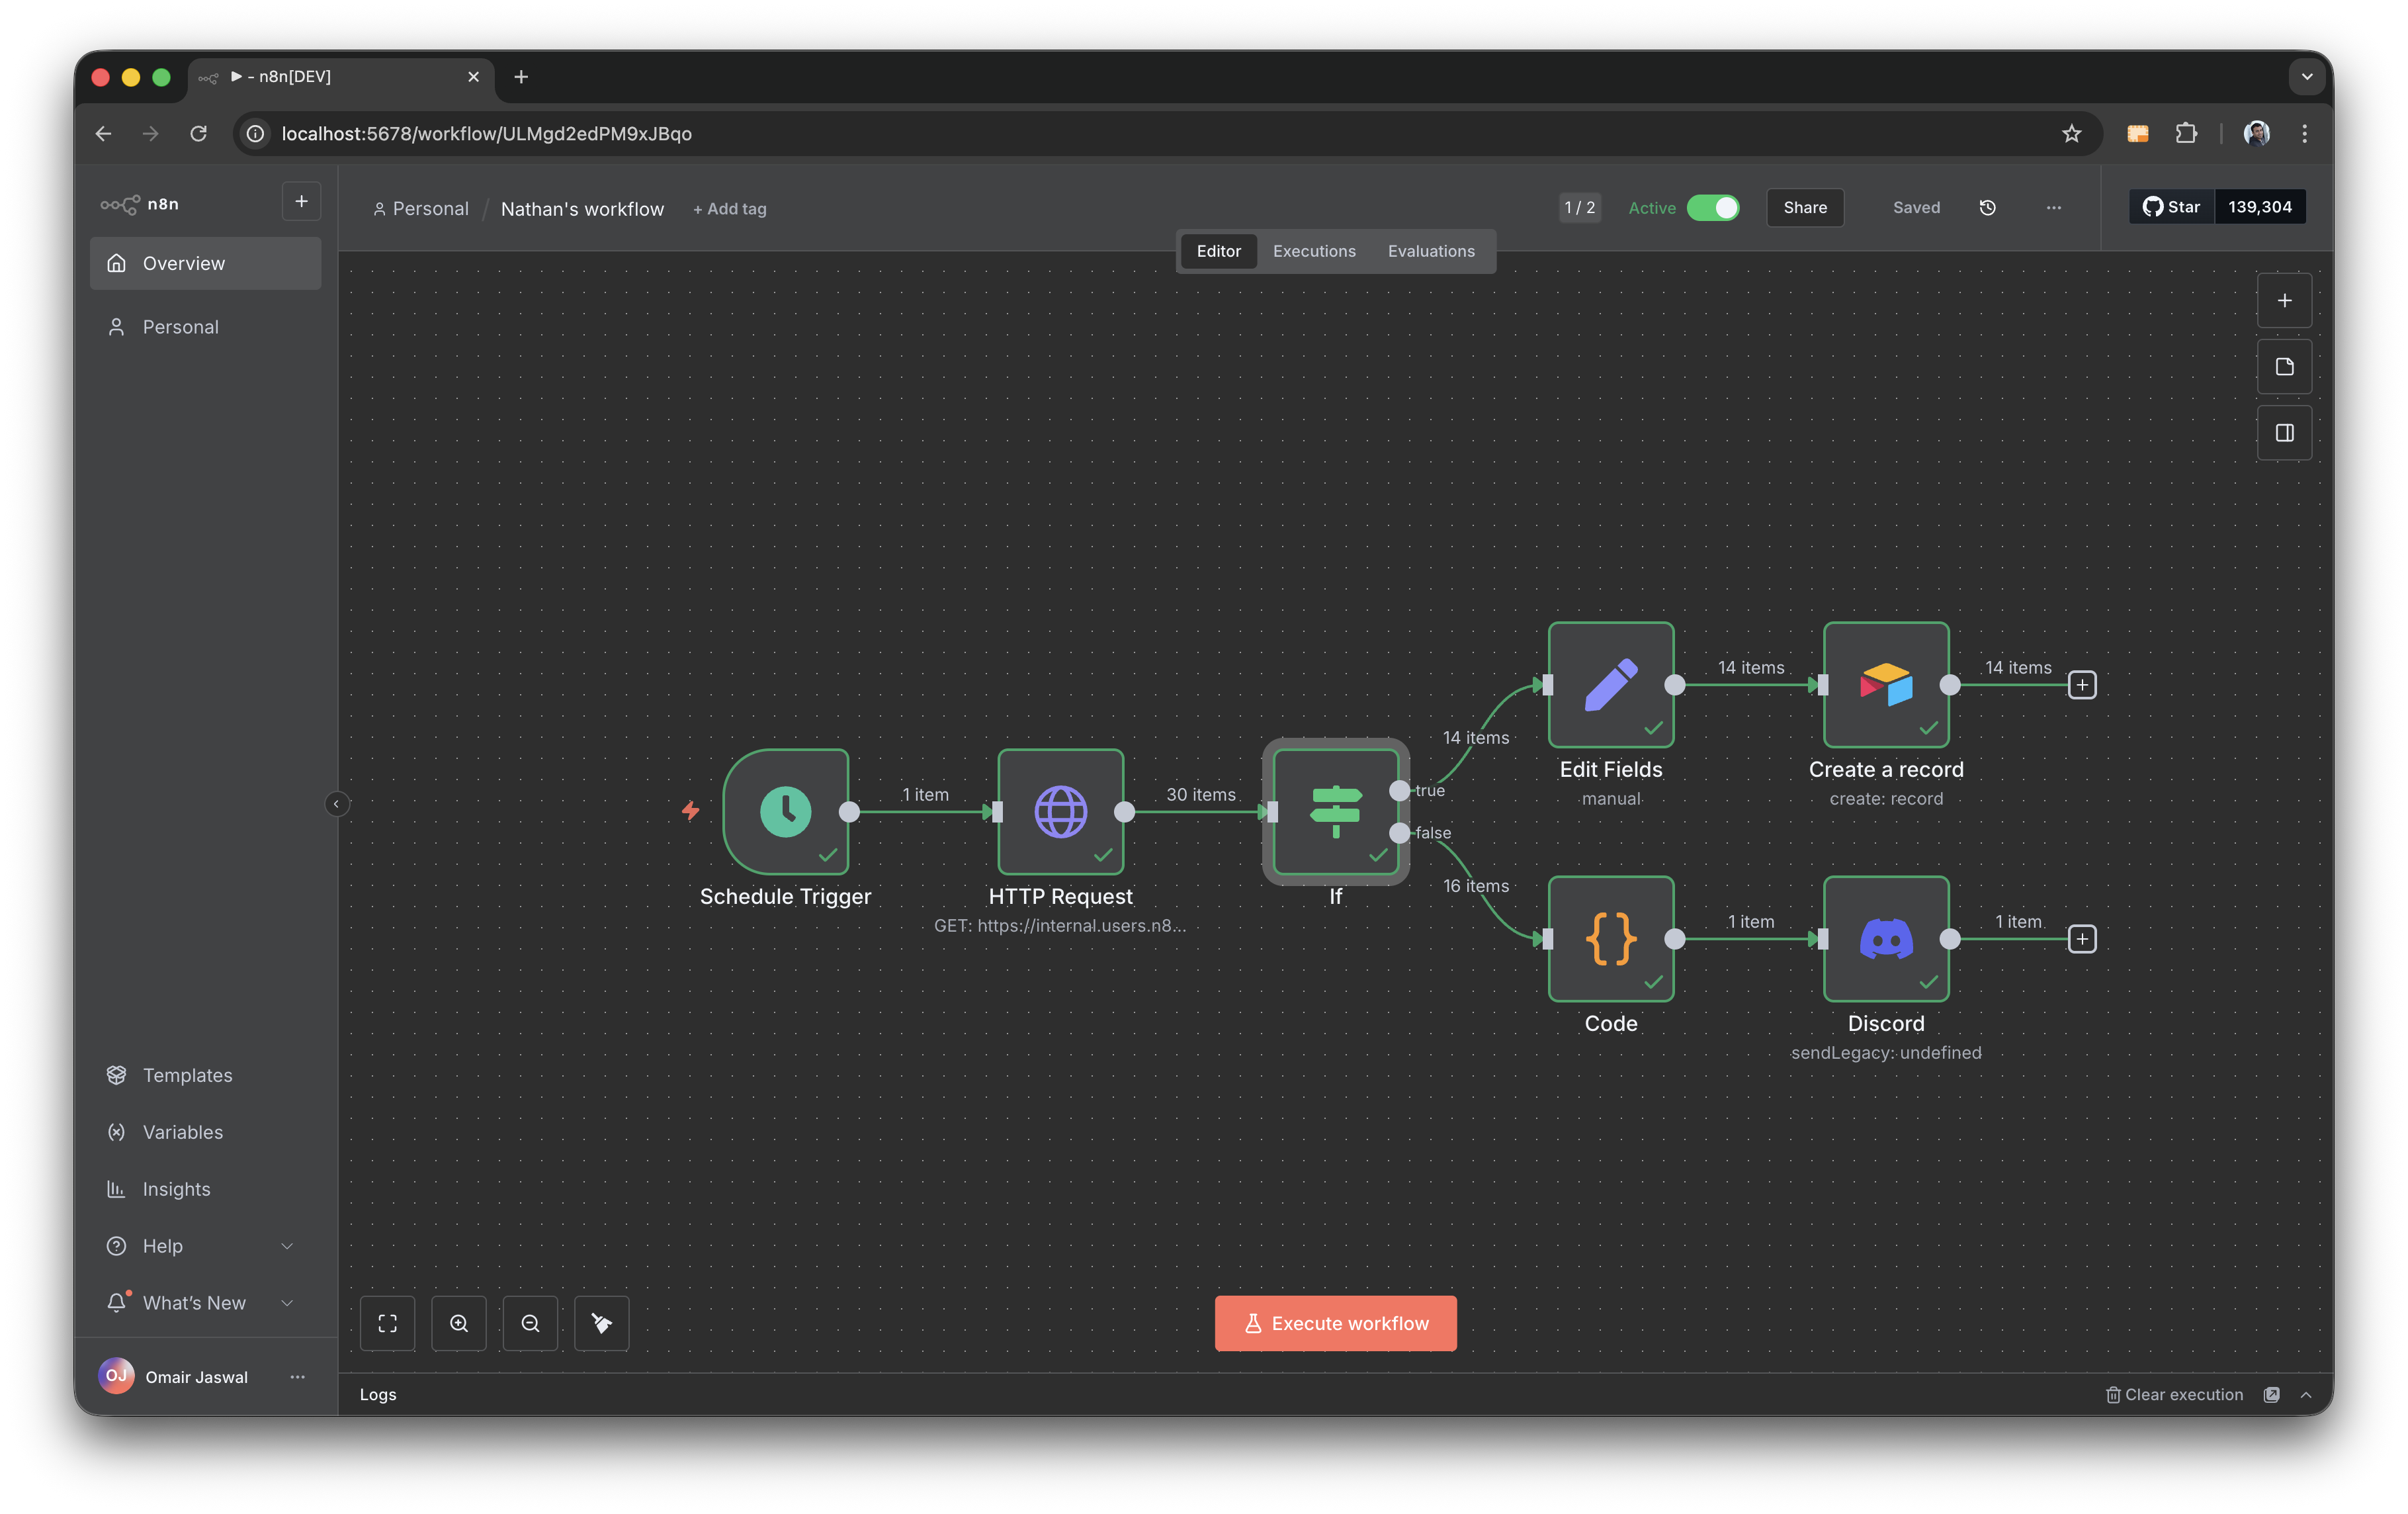 - n8n[DEV]
localhost:5678/workflow/ULMgd2edPM9xJBqo
n8n
Personal / Nathan's workflow + Add tag
1 / 2 Active Share Saved Star 139,304
Editor Executions Evaluations
Overview
Personal
14 items 14 items
14 items
Edit Fields
manual
Create a record
create: record
1 item 30 items
true
false
16 items
Schedule Trigger
HTTP Request
GET: https://internal.users.n8...
If
1 item 1 item
Code
Discord
sendLegacy: undefined
Templates
Variables
Insights
Help
What's New
Execute workflow
OJ Omair Jaswal
Logs
Clear execution